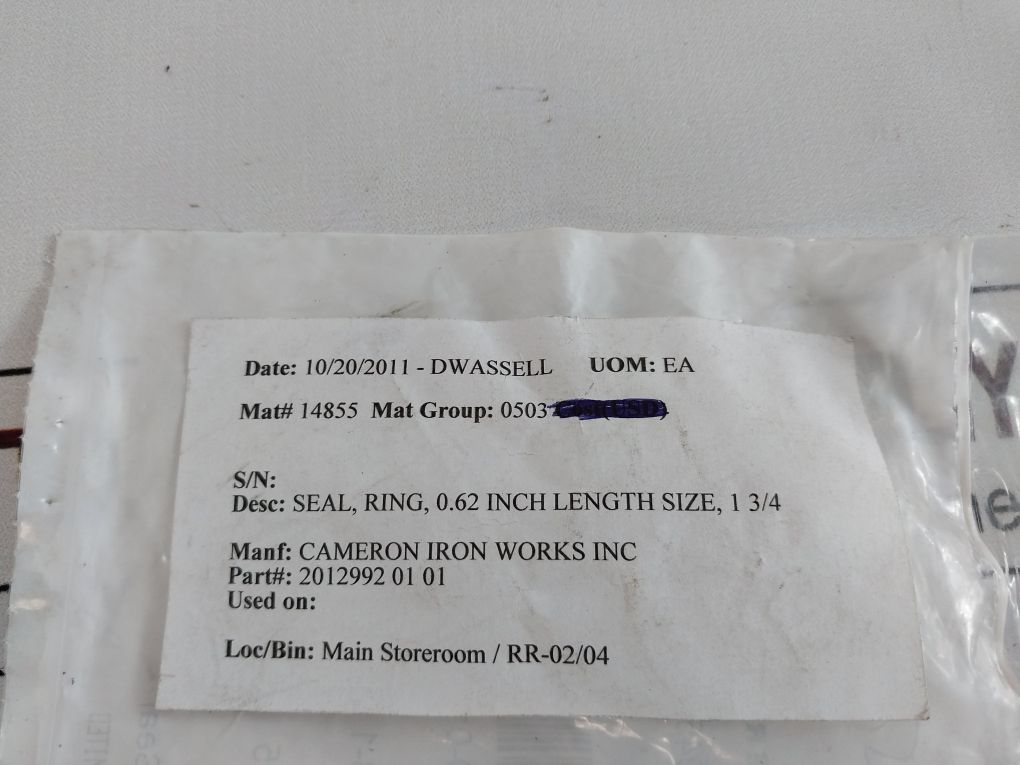 Date: 10/20/2011 - DWASSELL UOM: EA
Mat# 14855 Mat Group: 0503 Cost(USD)
S/N:
Desc: SEAL, RING, 0.62 INCH LENGTH SIZE, 1 3/4
Manf: CAMERON IRON WORKS INC
Part#: 2012992 01 01
Used on:
Loc/Bin: Main Storeroom / RR-02/04